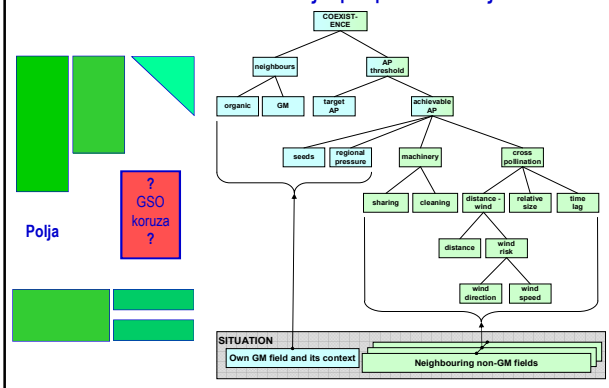 COEXIST-
ENCE
neighbours
AP
threshold
organic
GM
target
AP
achievable
AP
seeds
regional
pressure
machinery
cross
pollination
sharing
cleaning
distance -
wind
relative
size
time
lag
distance
wind
risk
wind
direction
wind
speed
?
GSO
koruza
?
Polja
SITUATION
Own GM field and its context
Neighbouring non-GM fields